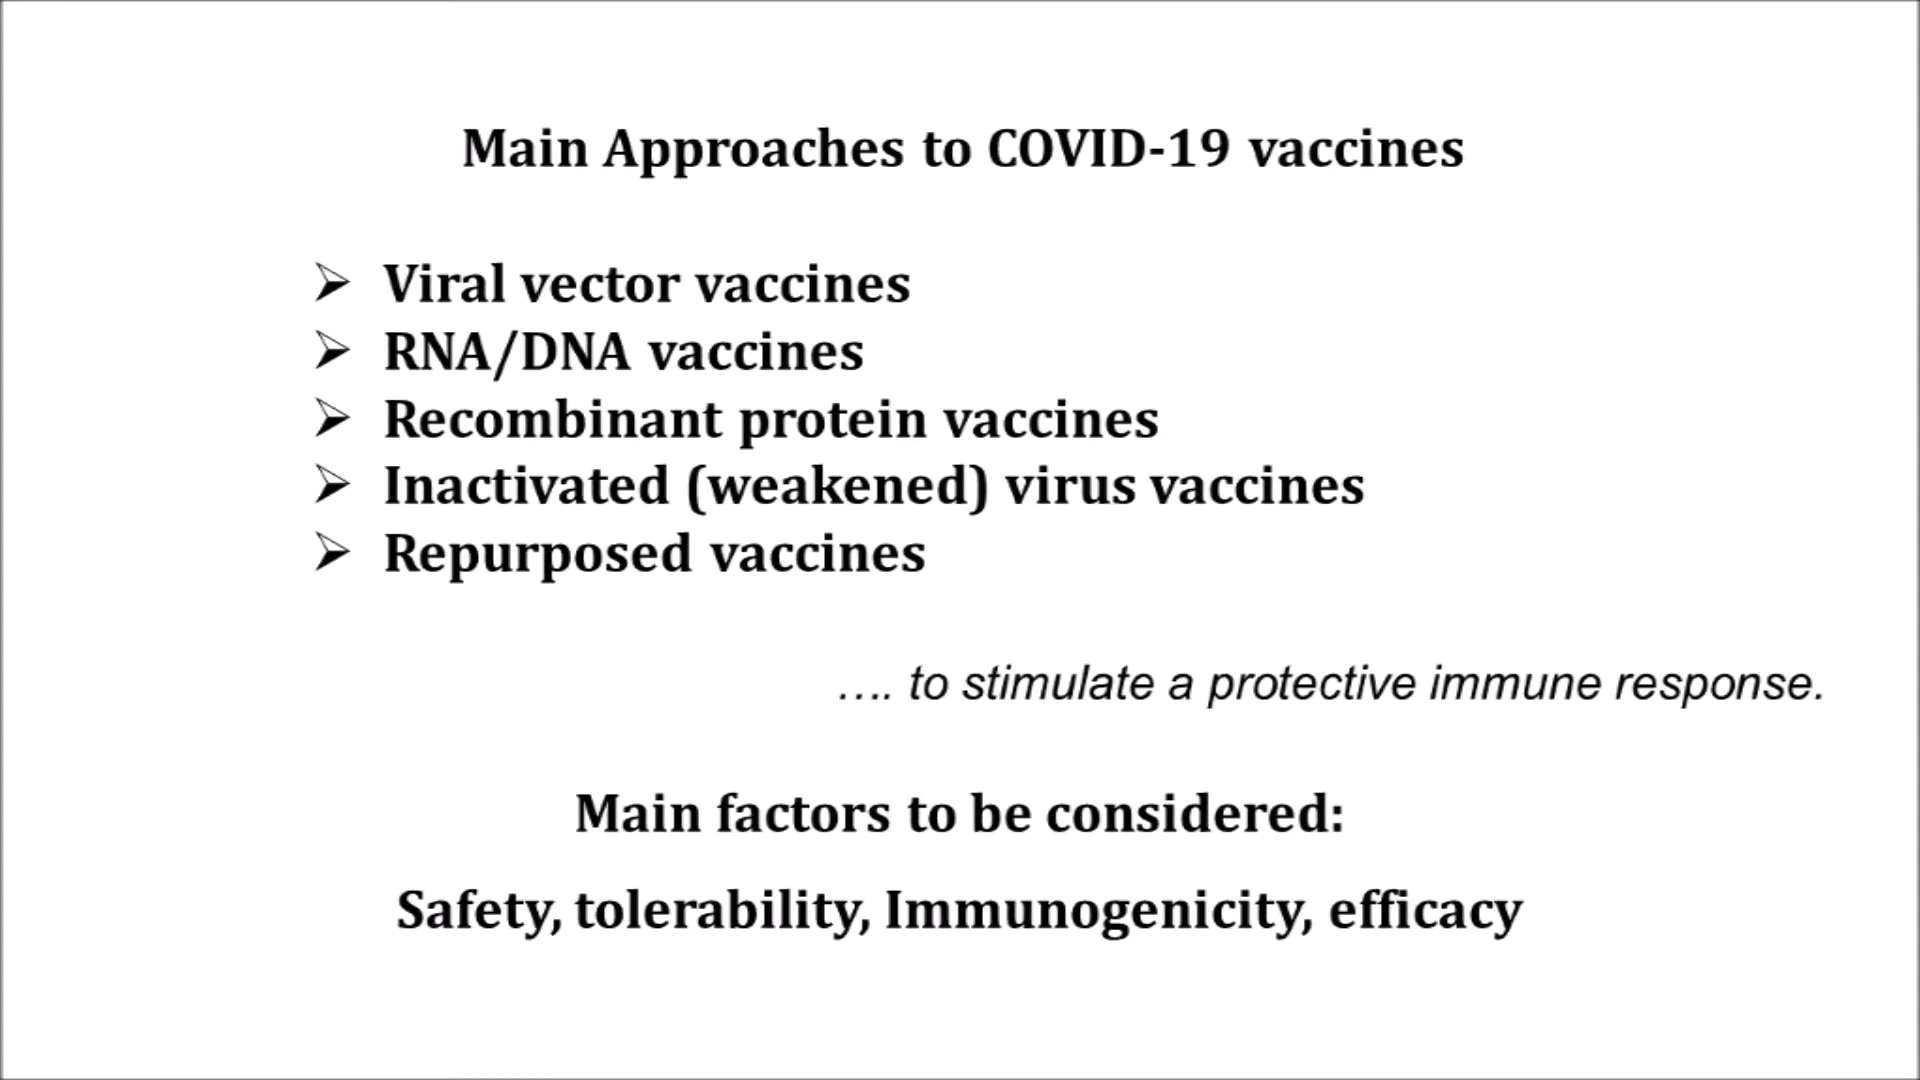 Main Approaches to COVID-19 vaccines
➢ Viral vector vaccines
➢ RNA/DNA vaccines
➢ Recombinant protein vaccines
➢ Inactivated (weakened) virus vaccines
➢ Repurposed vaccines
…. to stimulate a protective immune response.
Main factors to be considered:
Safety, tolerability, Immunogenicity, efficacy